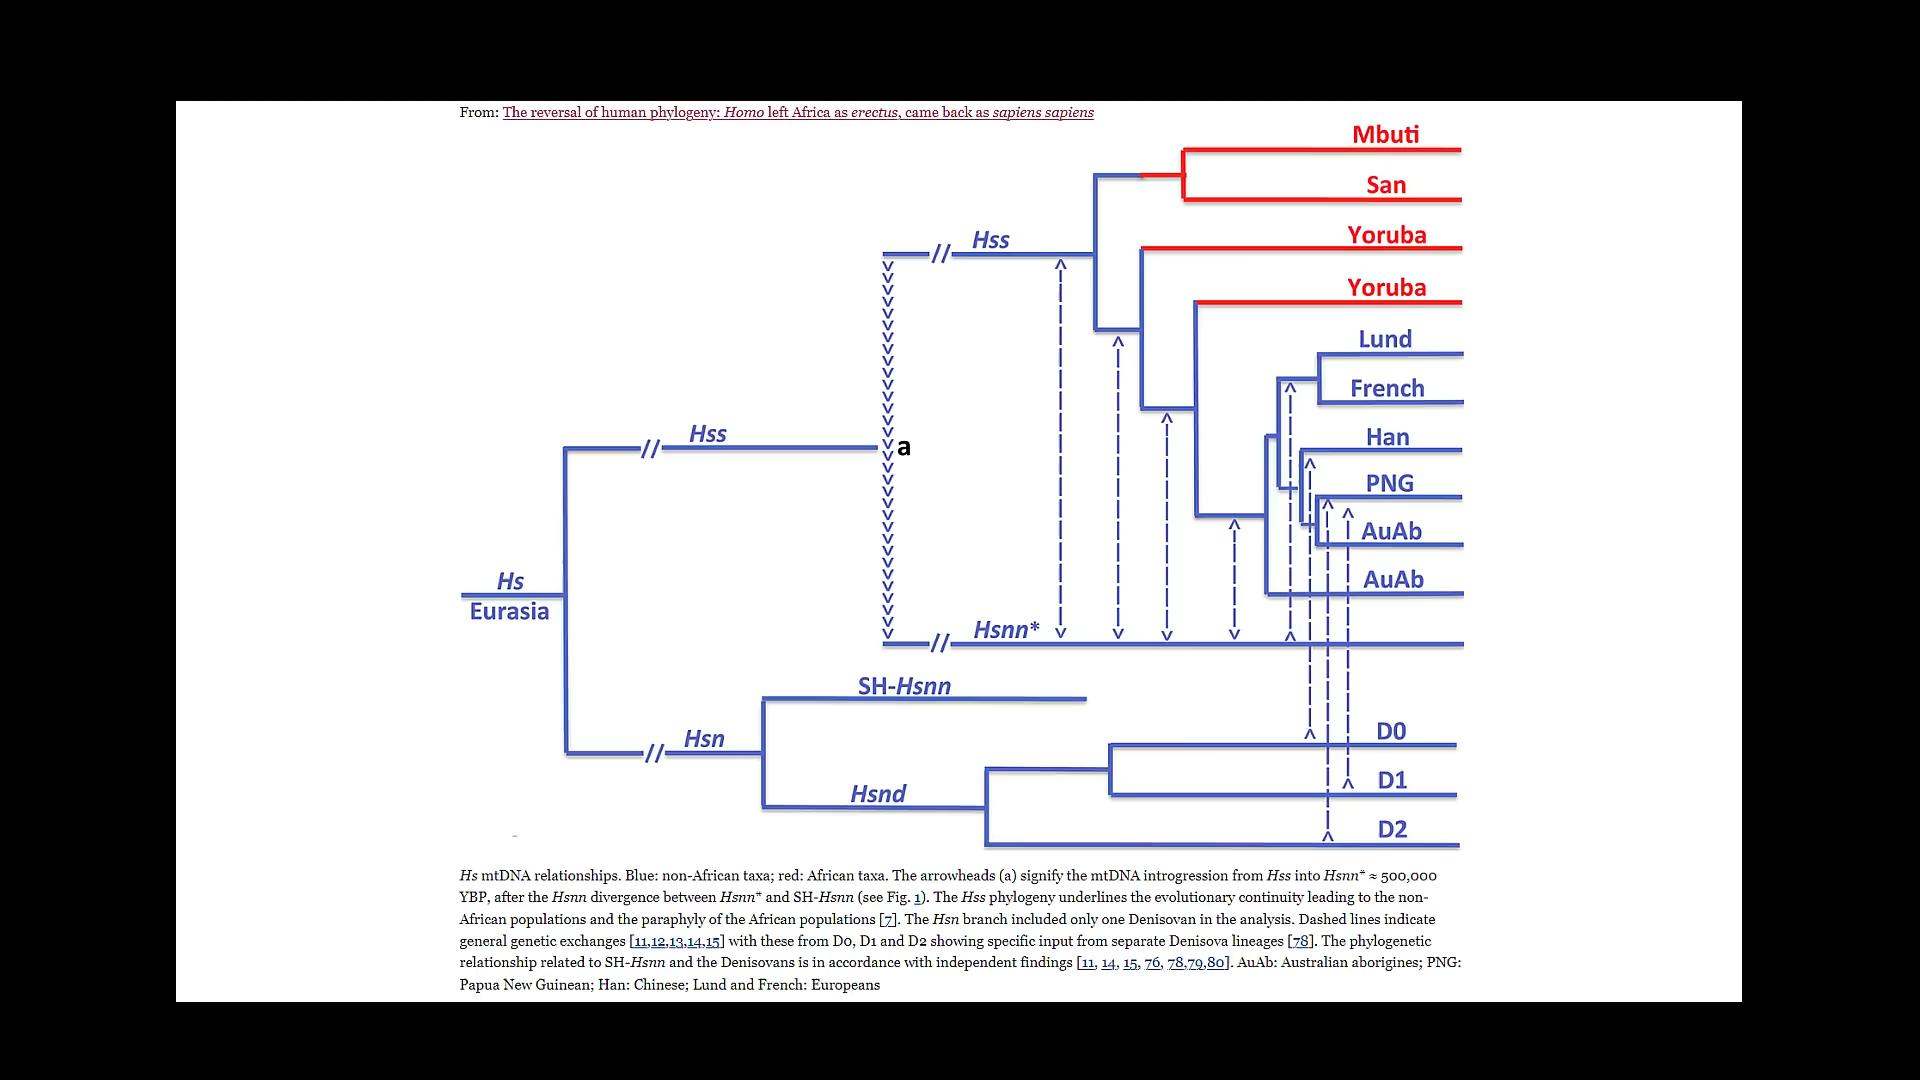 From: The reversal of human phylogeny: Homo left Africa as erectus, came back as sapiens sapiens
Mbuti
San
Yoruba
Hss
Yoruba
Lund
French
Hss
a
Han
PNG
AuAb
Hs
AuAb
Eurasia
Hsnn*
SH-Hsnn
Hsn
D0
D1
Hsnd
D2
Hs mtDNA relationships. Blue: non-African taxa; red: African taxa. The arrowheads (a) signify the mtDNA introgression from Hss into Hsnn* ≈ 500,000
YBP, after the Hsnn divergence between Hsnn* and SH-Hsnn (see Fig. 1). The Hss phylogeny underlines the evolutionary continuity leading to the non-
African populations and the paraphyly of the African populations [7]. The Hsn branch included only one Denisovan in the analysis. Dashed lines indicate
general genetic exchanges [11,12,13,14,15] with these from D0, D1 and D2 showing specific input from separate Denisova lineages [78]. The phylogenetic
relationship related to SH-Hsnn and the Denisovans is in accordance with independent findings [11, 14, 15, 76, 78,79,80]. AuAb: Australian aborigines; PNG:
Papua New Guinean; Han: Chinese; Lund and French: Europeans